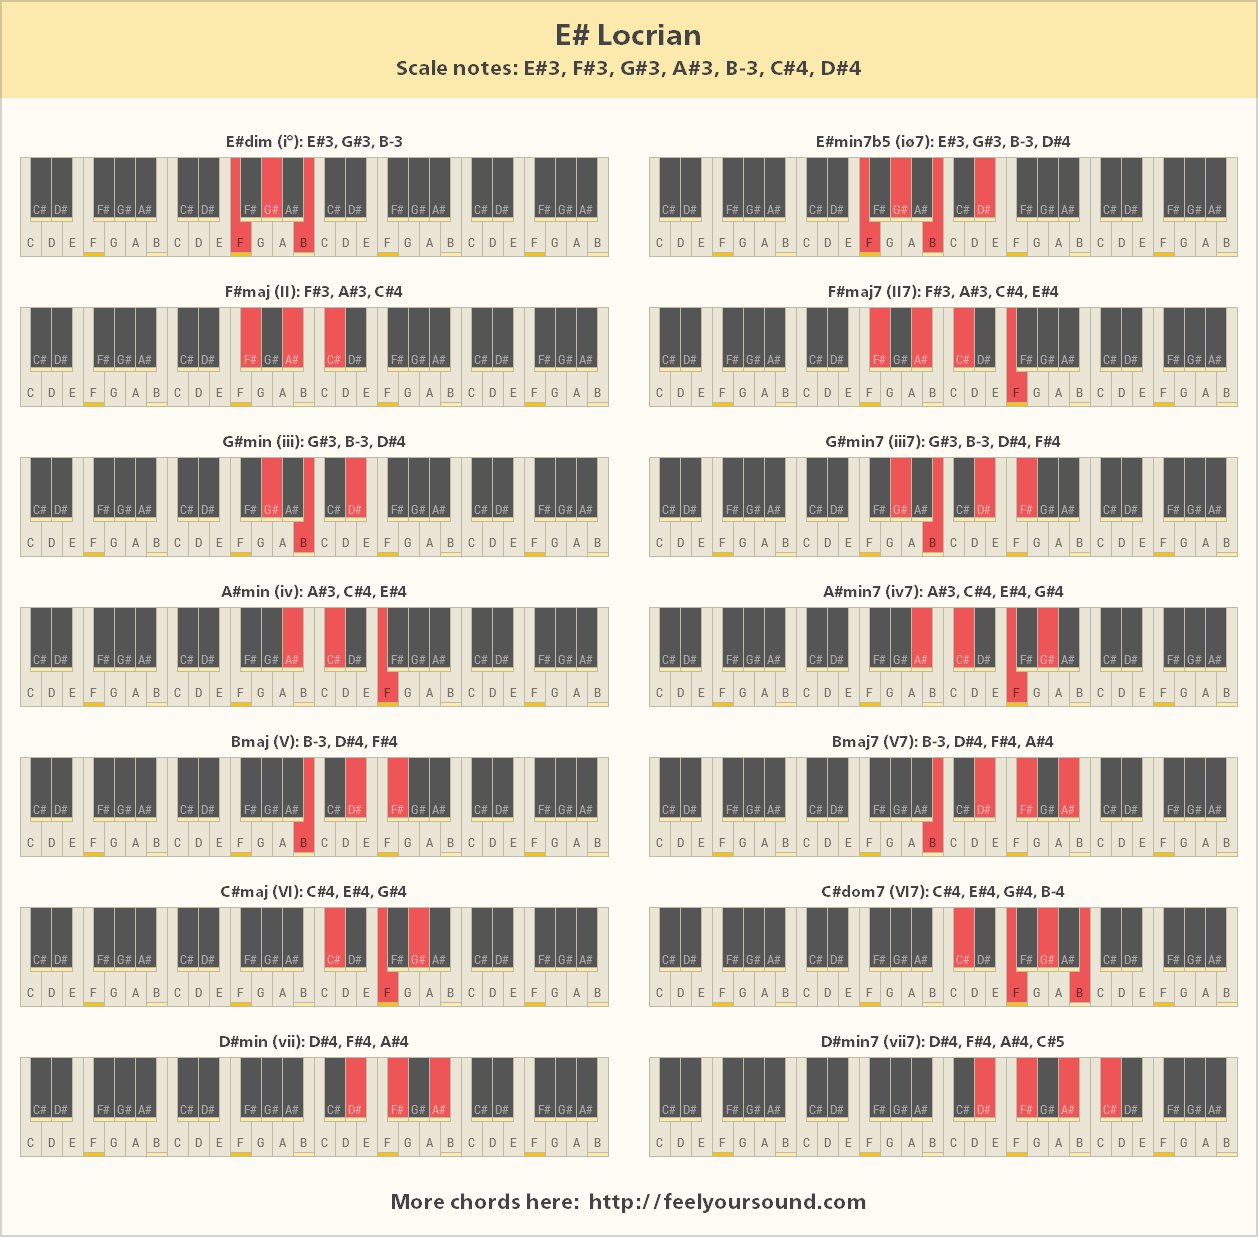 E# Locrian
Scale notes: E#3, F#3, G#3, A#3, B-3, C#4, D#4
E#dim (i°): E#3, G#3, B-3
C# D# F# G# A# C# D# F# G# A# C# D# F# G# A# C# D# F# G# A#
C D E F G A B C D E F G A B C D E F G A B C D E F G A B
E#min7b5 (iø7): E#3, G#3, B-3, D#4
C# D# F# G# A# C# D# F# G# A# C# D# F# G# A# C# D# F# G# A#
C D E F G A B C D E F G A B C D E F G A B C D E F G A B
F#maj (II): F#3, A#3, C#4
C# D# F# G# A# C# D# F# G# A# C# D# F# G# A# C# D# F# G# A#
C D E F G A B C D E F G A B C D E F G A B C D E F G A B
F#maj7 (II7): F#3, A#3, C#4, E#4
C# D# F# G# A# C# D# F# G# A# C# D# F# G# A# C# D# F# G# A#
C D E F G A B C D E F G A B C D E F G A B C D E F G A B
G#min (iii): G#3, B-3, D#4
C# D# F# G# A# C# D# F# G# A# C# D# F# G# A# C# D# F# G# A#
C D E F G A B C D E F G A B C D E F G A B C D E F G A B
G#min7 (iii7): G#3, B-3, D#4, F#4
C# D# F# G# A# C# D# F# G# A# C# D# F# G# A# C# D# F# G# A#
C D E F G A B C D E F G A B C D E F G A B C D E F G A B
A#min (iv): A#3, C#4, E#4
C# D# F# G# A# C# D# F# G# A# C# D# F# G# A# C# D# F# G# A#
C D E F G A B C D E F G A B C D E F G A B C D E F G A B
A#min7 (iv7): A#3, C#4, E#4, G#4
C# D# F# G# A# C# D# F# G# A# C# D# F# G# A# C# D# F# G# A#
C D E F G A B C D E F G A B C D E F G A B C D E F G A B
Bmaj (V): B-3, D#4, F#4
C# D# F# G# A# C# D# F# G# A# C# D# F# G# A# C# D# F# G# A#
C D E F G A B C D E F G A B C D E F G A B C D E F G A B
Bmaj7 (V7): B-3, D#4, F#4, A#4
C# D# F# G# A# C# D# F# G# A# C# D# F# G# A# C# D# F# G# A#
C D E F G A B C D E F G A B C D E F G A B C D E F G A B
C#maj (VI): C#4, E#4, G#4
C# D# F# G# A# C# D# F# G# A# C# D# F# G# A# C# D# F# G# A#
C D E F G A B C D E F G A B C D E F G A B C D E F G A B
C#dom7 (VI7): C#4, E#4, G#4, B-4
C# D# F# G# A# C# D# F# G# A# C# D# F# G# A# C# D# F# G# A#
C D E F G A B C D E F G A B C D E F G A B C D E F G A B
D#min (vii): D#4, F#4, A#4
C# D# F# G# A# C# D# F# G# A# C# D# F# G# A# C# D# F# G# A#
C D E F G A B C D E F G A B C D E F G A B C D E F G A B
D#min7 (vii7): D#4, F#4, A#4, C#5
C# D# F# G# A# C# D# F# G# A# C# D# F# G# A# C# D# F# G# A#
C D E F G A B C D E F G A B C D E F G A B C D E F G A B
More chords here: http://feelyoursound.com